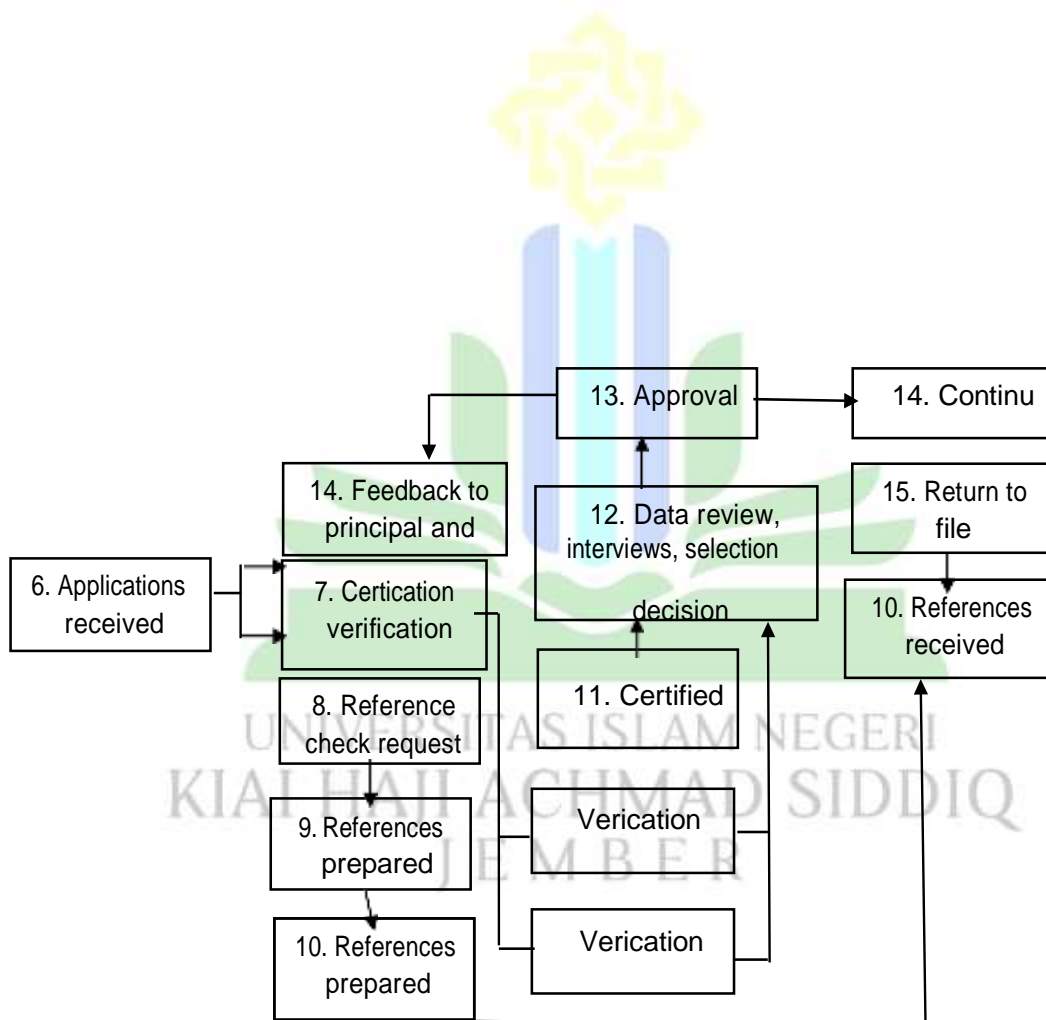 13. Approval
14. Continu
14. Feedback to
principal and
12. Data review,
interviews, selection
decision
15. Return to
file
6. Applications
received
7. Certication
verification
10. References
received
8. Reference
check request
11. Certified
UNIVERSITAS ISLAM NEGERI
KIAI HAJI ACHMAD SIDDIQ
JEMBER
9. References
prepared
Verication
10. References
prepared
Verication